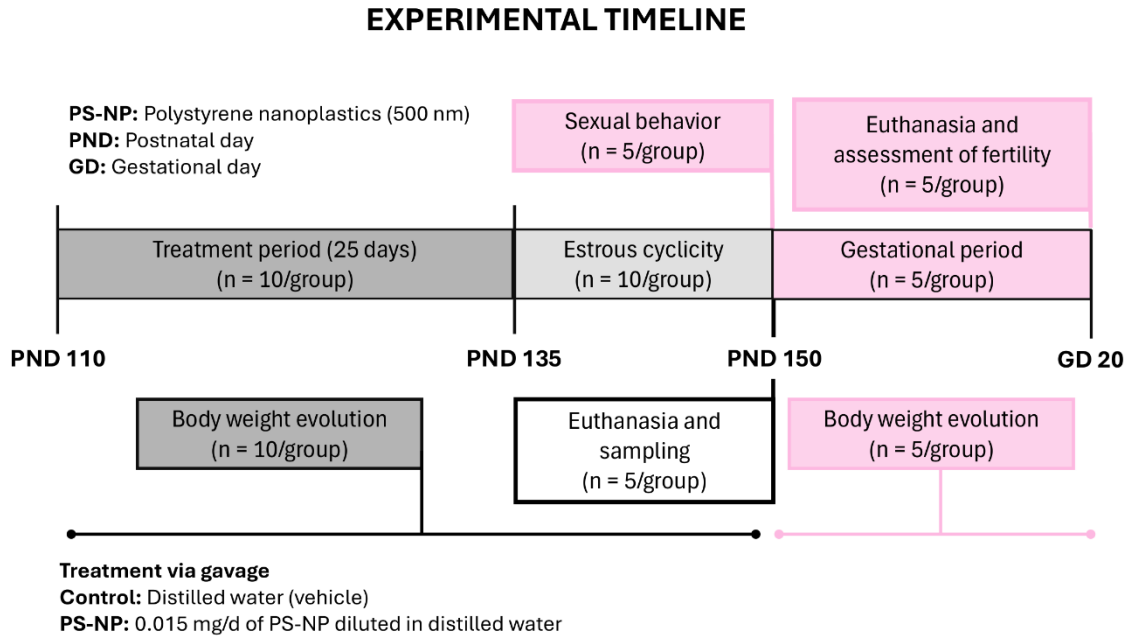 EXPERIMENTAL TIMELINE
PS-NP: Polystyrene nanoplastics (500 nm)
PND: Postnatal day
GD: Gestational day
Sexual behavior
(n = 5/group)
Euthanasia and
assessment of fertility
(n = 5/group)
Treatment period (25 days)
(n = 10/group)
Estrous cyclicity
(n = 10/group)
Gestational period
(n = 5/group)
PND 110
PND 135
PND 150
GD 20
Body weight evolution
(n = 10/group)
Euthanasia and
sampling
(n = 5/group)
Body weight evolution
(n = 5/group)
Treatment via gavage
Control: Distilled water (vehicle)
PS-NP: 0.015 mg/d of PS-NP diluted in distilled water